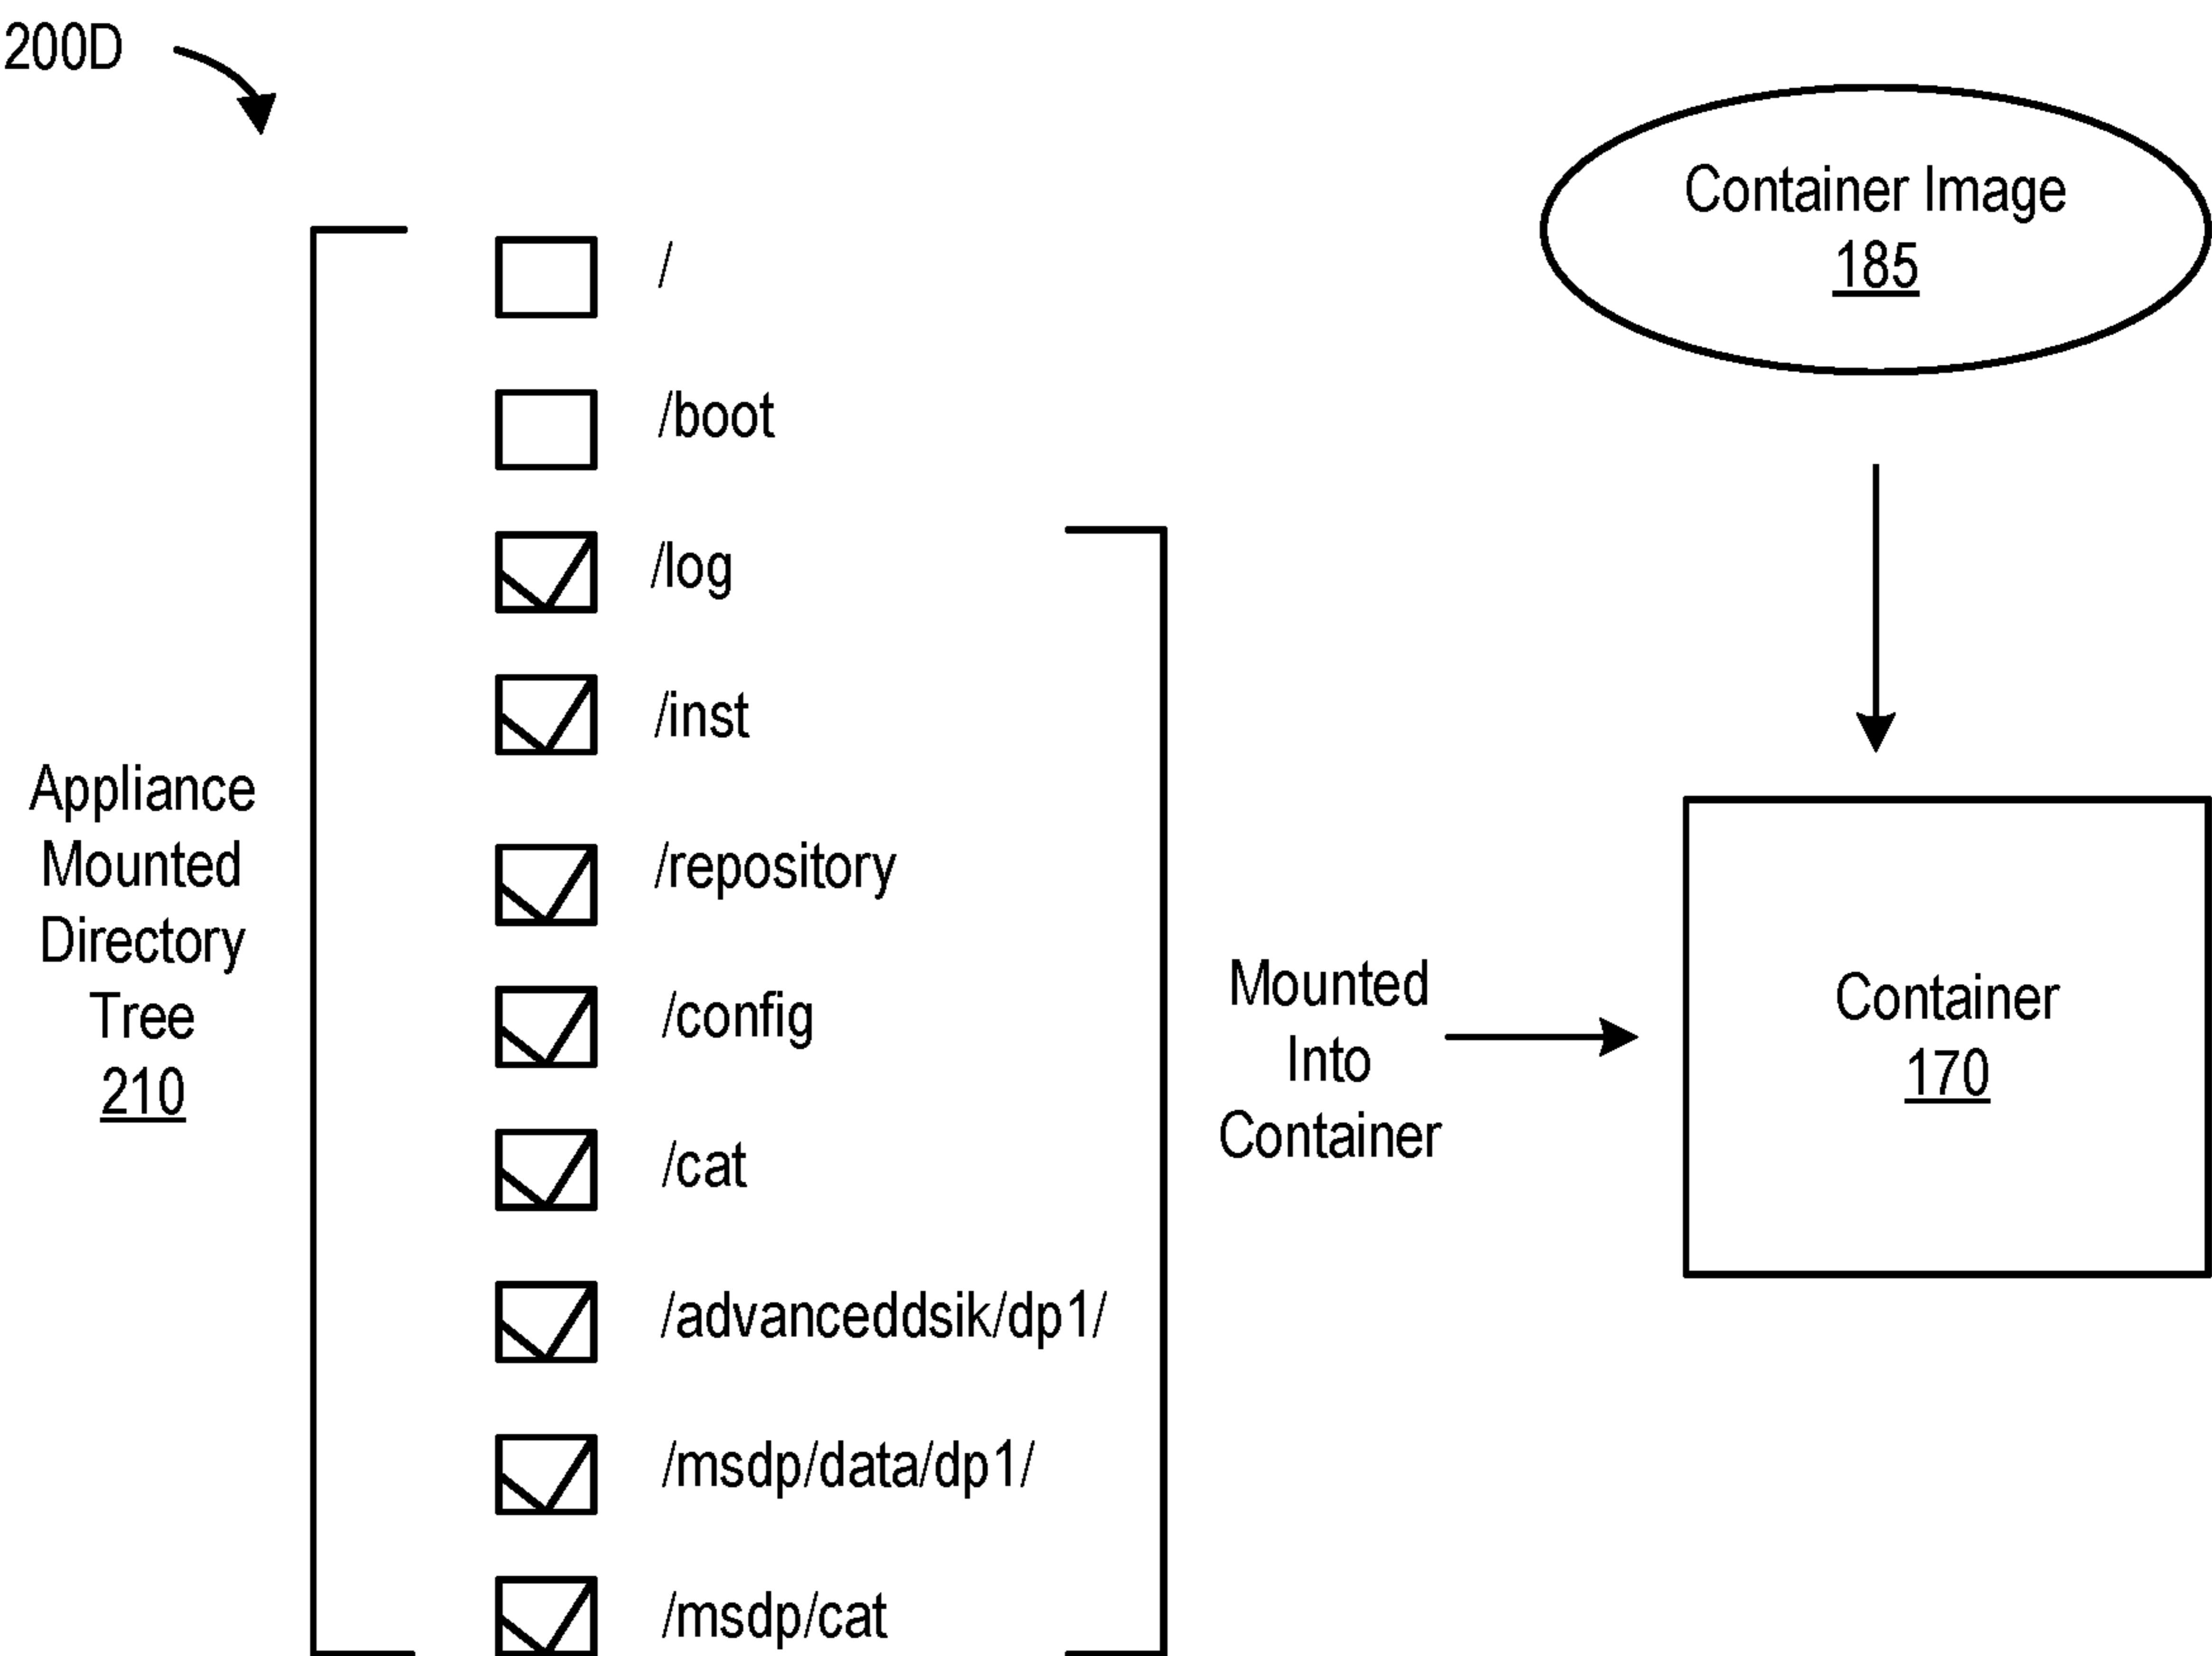 200D
Appliance
Mounted
Directory
Tree
210
/
/boot
/log
/inst
/repository
/config
/cat
/advanceddsik/dp1/
/msdp/data/dp1/
/msdp/cat
Mounted
Into
Container
Container Image
185
Container
170